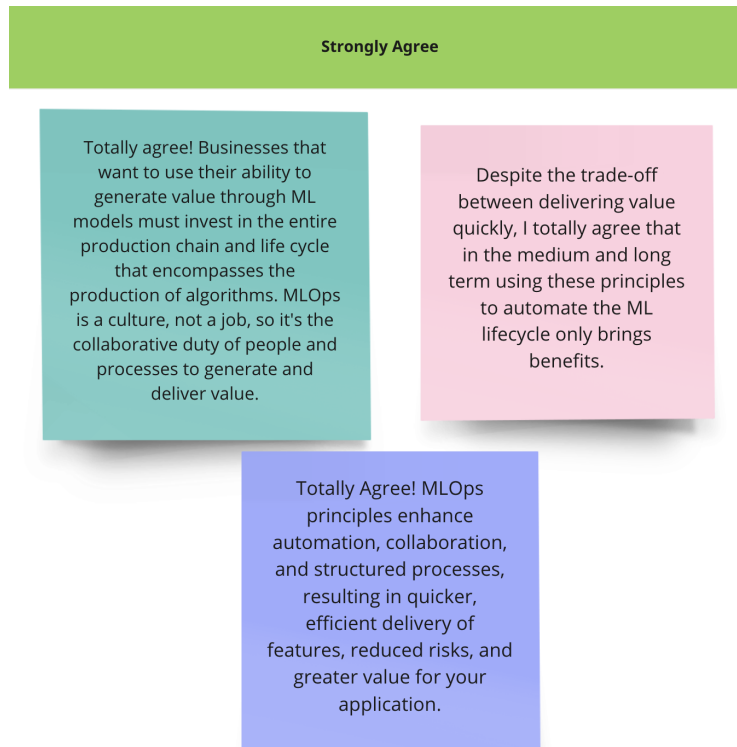 Strongly Agree
Totally agree! Businesses that
want to use their ability to
generate value through ML
models must invest in the entire
production chain and life cycle
that encompasses the
production of algorithms. MLOps
is a culture, not a job, so it's the
collaborative duty of people and
processes to generate and
deliver value.
Despite the trade-off
between delivering value
quickly, I totally agree that
in the medium and long
term using these principles
to automate the ML
lifecycle only brings
benefits.
Totally Agree! MLOps
principles enhance
automation, collaboration,
and structured processes,
resulting in quicker,
efficient delivery of
features, reduced risks, and
greater value for your
application.